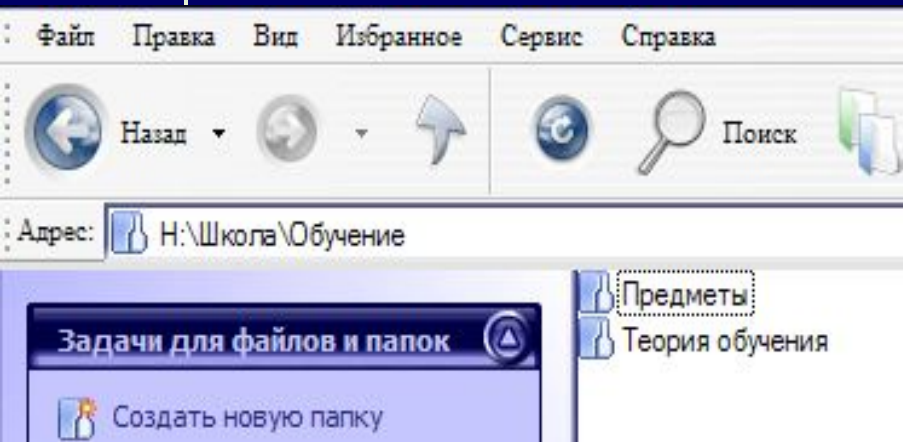 Файл Правка Вид Избранное Сервис Справка
Назад Поиск
Адрес: H:\Школа\Обучение
Предметы
Задачи для файлов и папок
Теория обучения
Создать новую папку